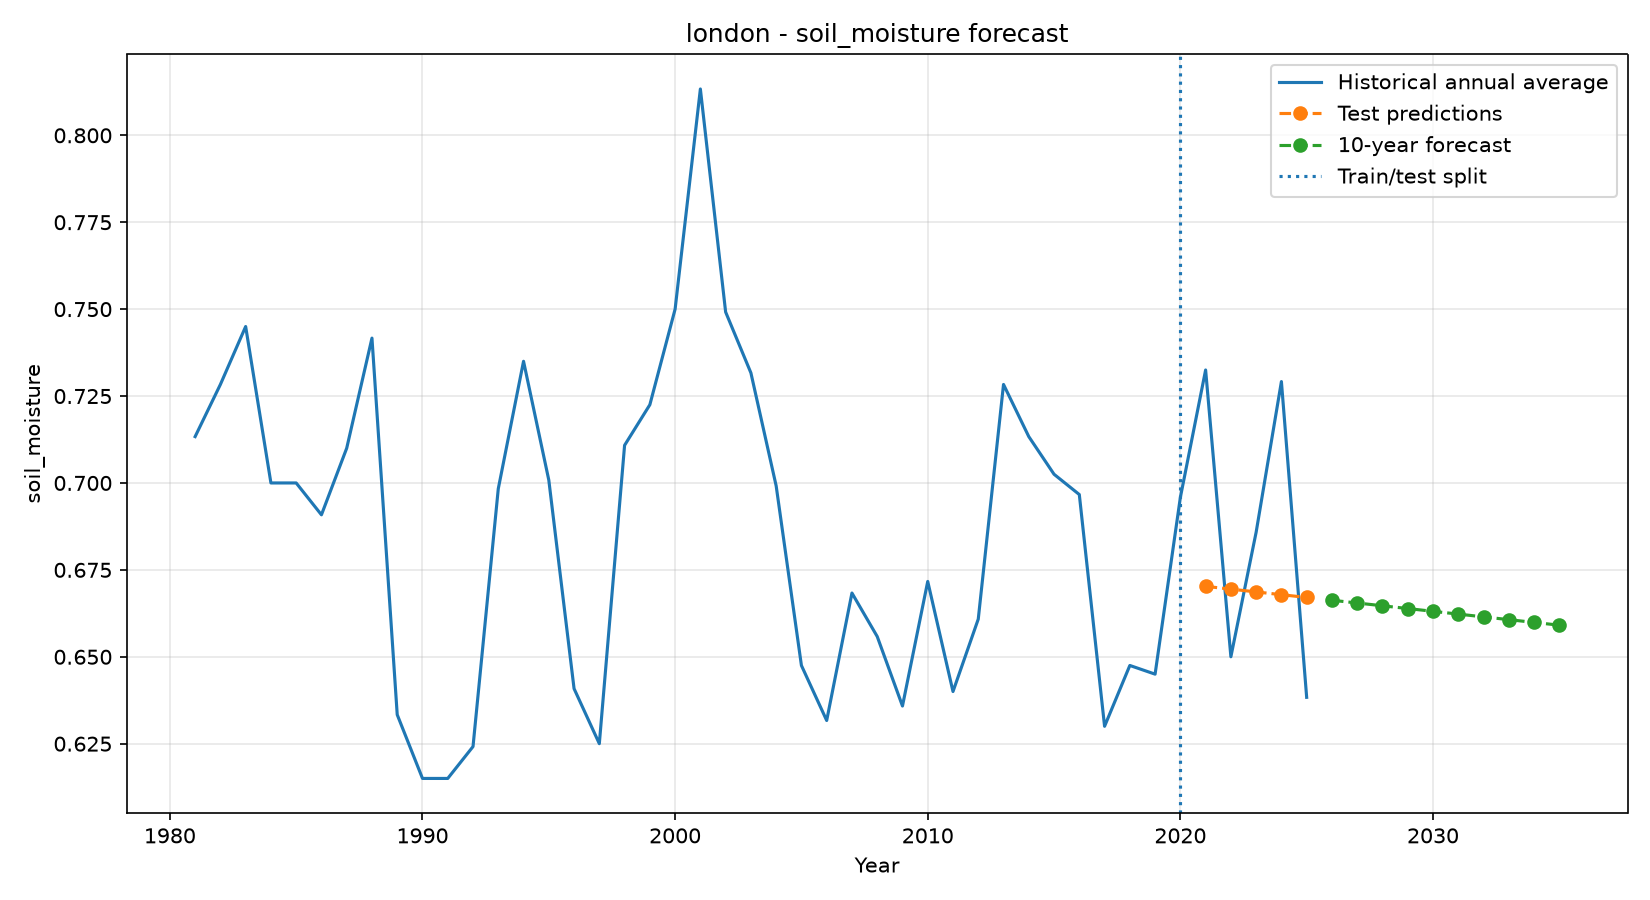 london - soil_moisture forecast
Historical annual average
Test predictions
10-year forecast
Train/test split
soil_moisture
0.800
0.775
0.750
0.725
0.700
0.675
0.650
0.625
1980 1990 2000 2010 2020 2030
Year